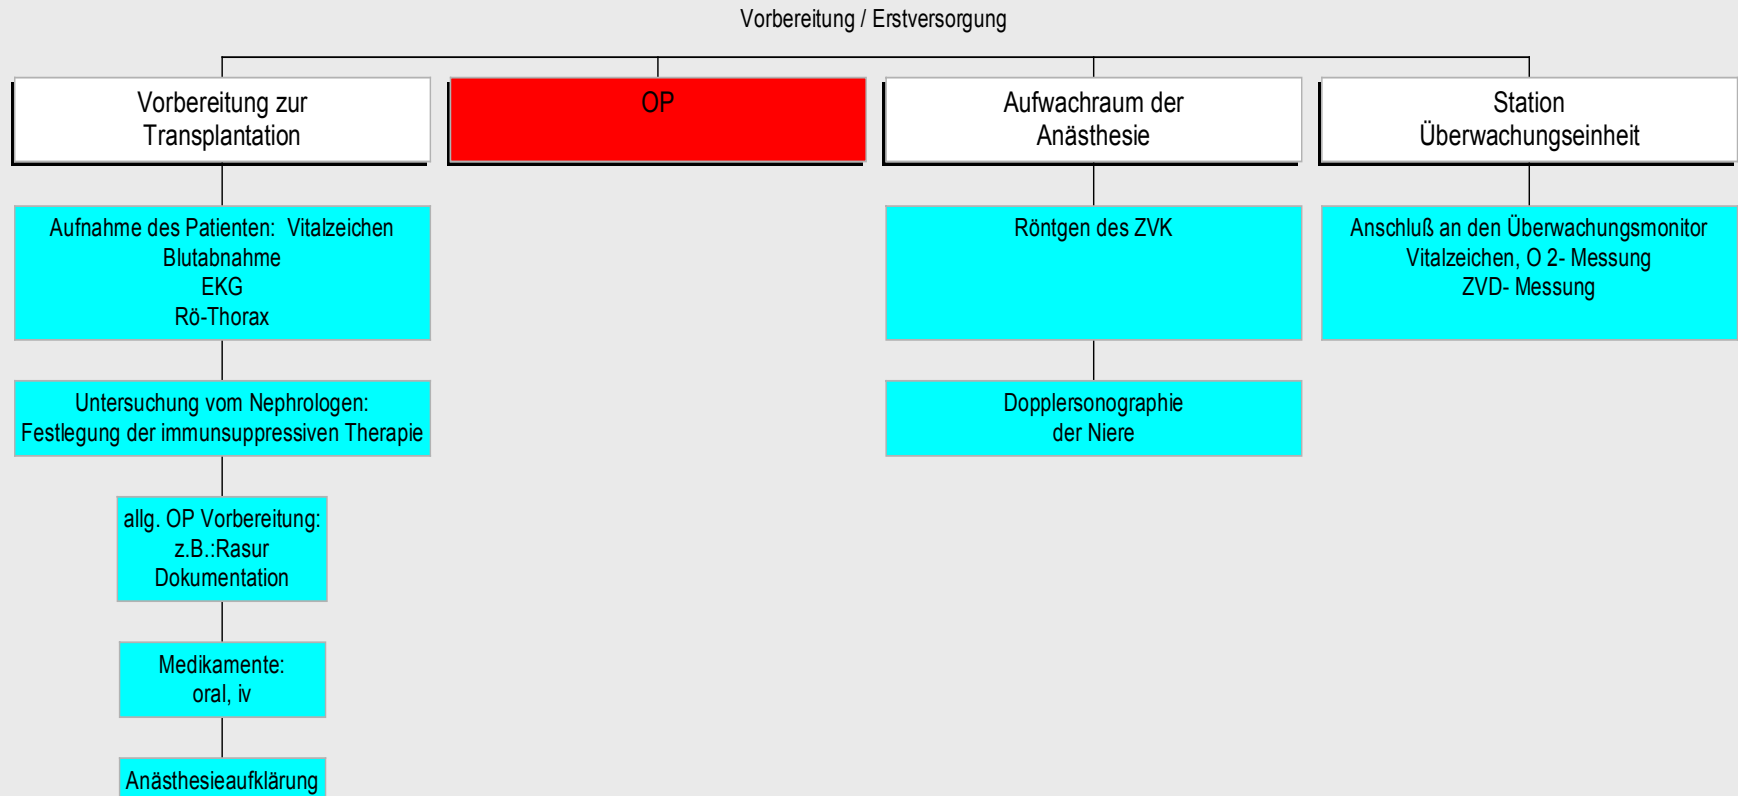 Vorbereitung / Erstversorgung
Vorbereitung zur
Transplantation
OP
Aufwachraum der
Anästhesie
Station
Überwachungseinheit
Aufnahme des Patienten:  Vitalzeichen
Blutabnahme
EKG
Rö-Thorax
Röntgen des ZVK
Anschluß an den Überwachungsmonitor
Vitalzeichen, O 2- Messung
ZVD- Messung
Untersuchung vom Nephrologen:
Festlegung der immunsuppressiven Therapie
Dopplersonographie
der Niere
allg. OP Vorbereitung:
z.B.:Rasur
Dokumentation
Medikamente:
oral, iv
Anästhesieaufklärung